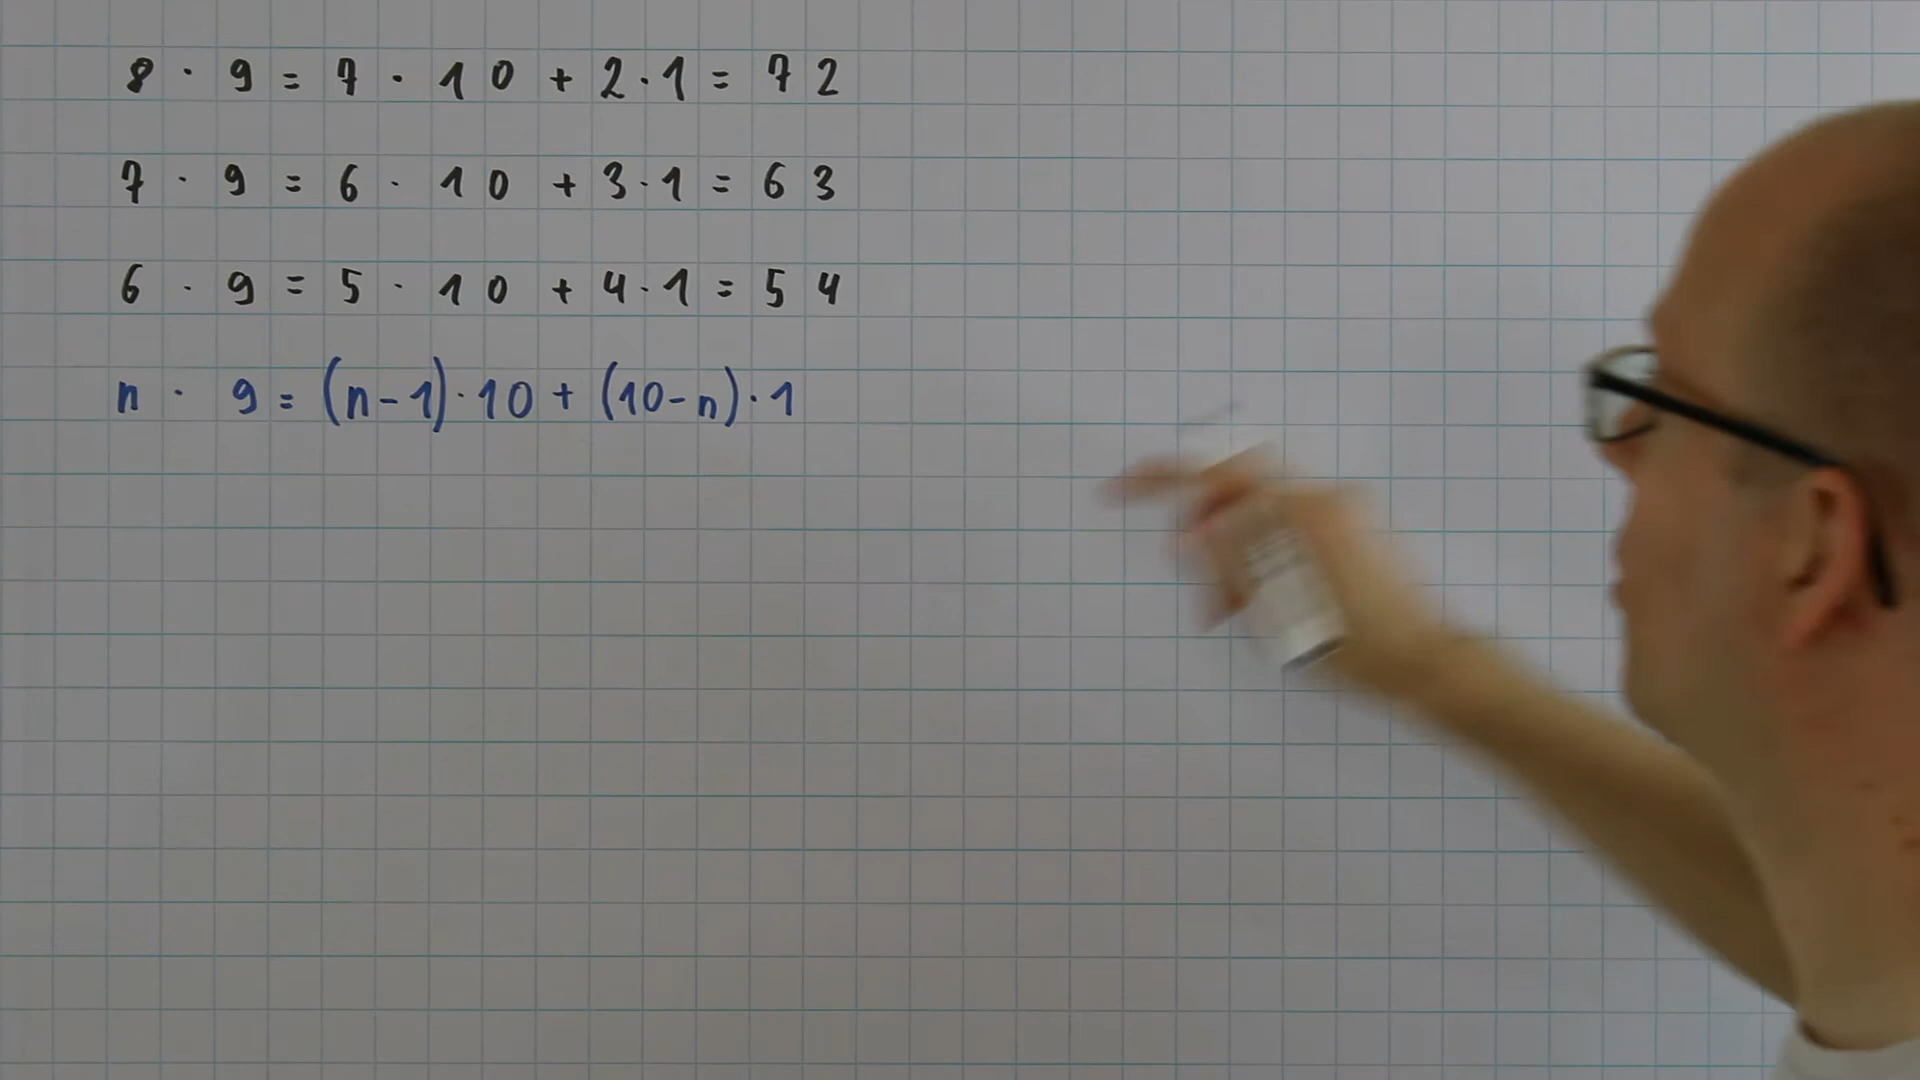 8 · 9 = 7 · 10 + 2·1 = 72
7 · 9 = 6 · 10 + 3·1 = 63
6 · 9 = 5 · 10 + 4·1 = 54
n · 9 = (n-1)·10 + (10-n)·1